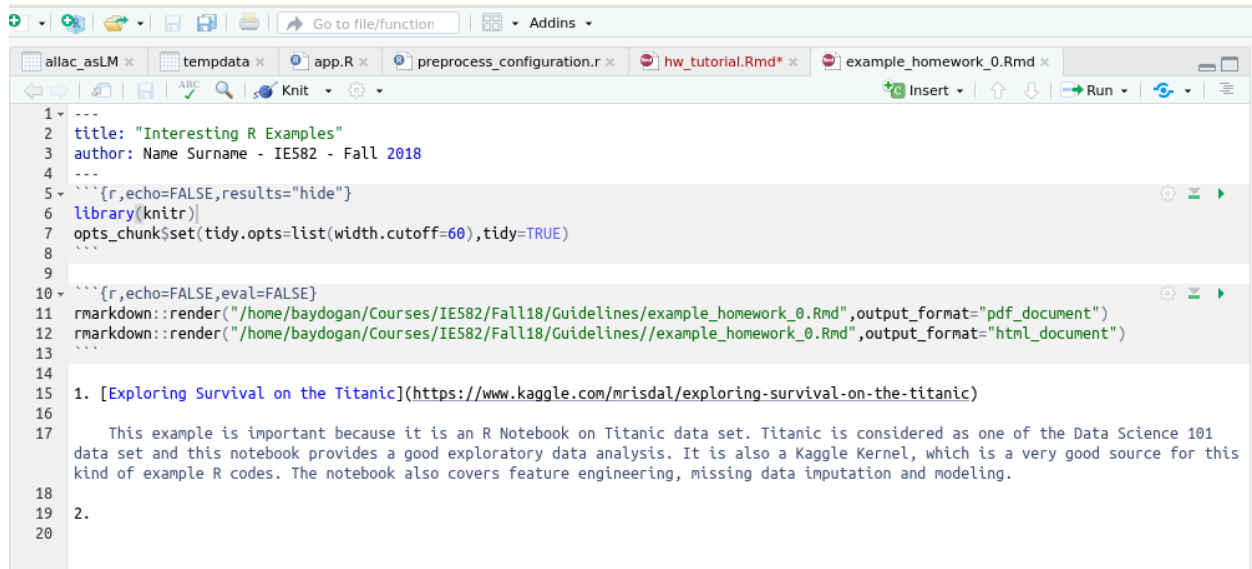 Go to file/function Addins
allac_asLM tempdata app.R preprocess_configuration.r hw_tutorial.Rmd* example_homework_0.Rmd
ABC Knit Insert Run
1 ---
2 title: "Interesting R Examples"
3 author: Name Surname - IE582 - Fall 2018
4 ---
5 ```{r,echo=FALSE,results="hide"}
6 library(knitr)
7 opts_chunk$set(tidy.opts=list(width.cutoff=60),tidy=TRUE)
8 ```
9
10 ```{r,echo=FALSE,eval=FALSE}
11 rmarkdown::render("/home/baydogan/Courses/IE582/Fall18/Guidelines/example_homework_0.Rmd",output_format="pdf_document")
12 rmarkdown::render("/home/baydogan/Courses/IE582/Fall18/Guidelines//example_homework_0.Rmd",output_format="html_document")
13 ```
14
15 1. [Exploring Survival on the Titanic](https://www.kaggle.com/mrisdal/exploring-survival-on-the-titanic)
16
17 This example is important because it is an R Notebook on Titanic data set. Titanic is considered as one of the Data Science 101
data set and this notebook provides a good exploratory data analysis. It is also a Kaggle Kernel, which is a very good source for this
kind of example R codes. The notebook also covers feature engineering, missing data imputation and modeling.
18
19 2.
20